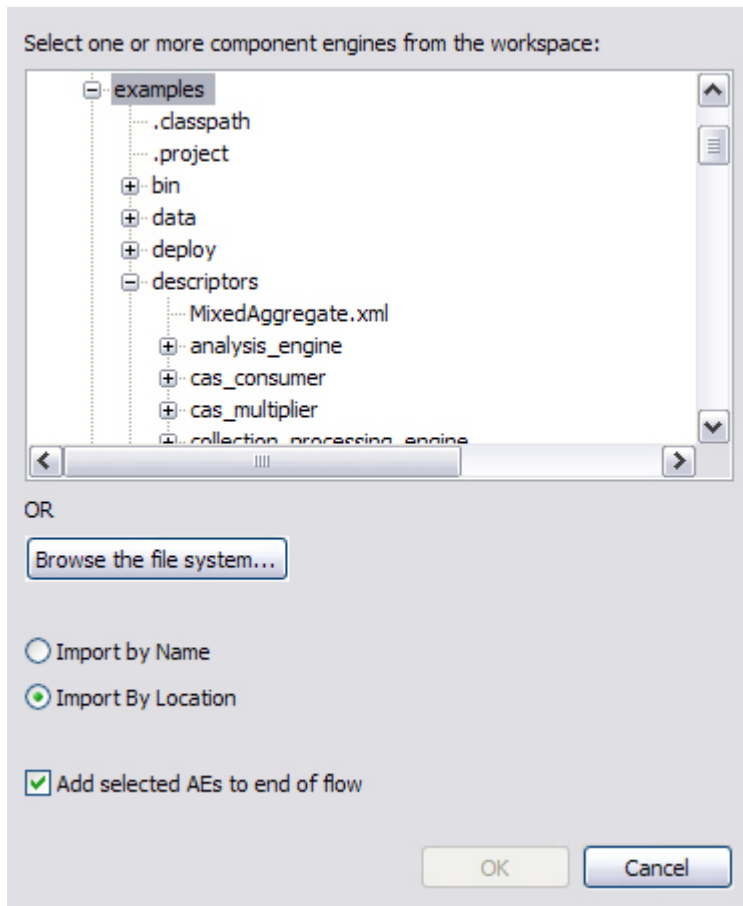 Select one or more component engines from the workspace:
examples
.classpath
.project
bin
data
deploy
descriptors
MixedAggregate.xml
analysis_engine
cas_consumer
cas_multiplier
collection_processing_engine
OR
Browse the file system...
Import by Name
Import By Location
Add selected AEs to end of flow
OK
Cancel